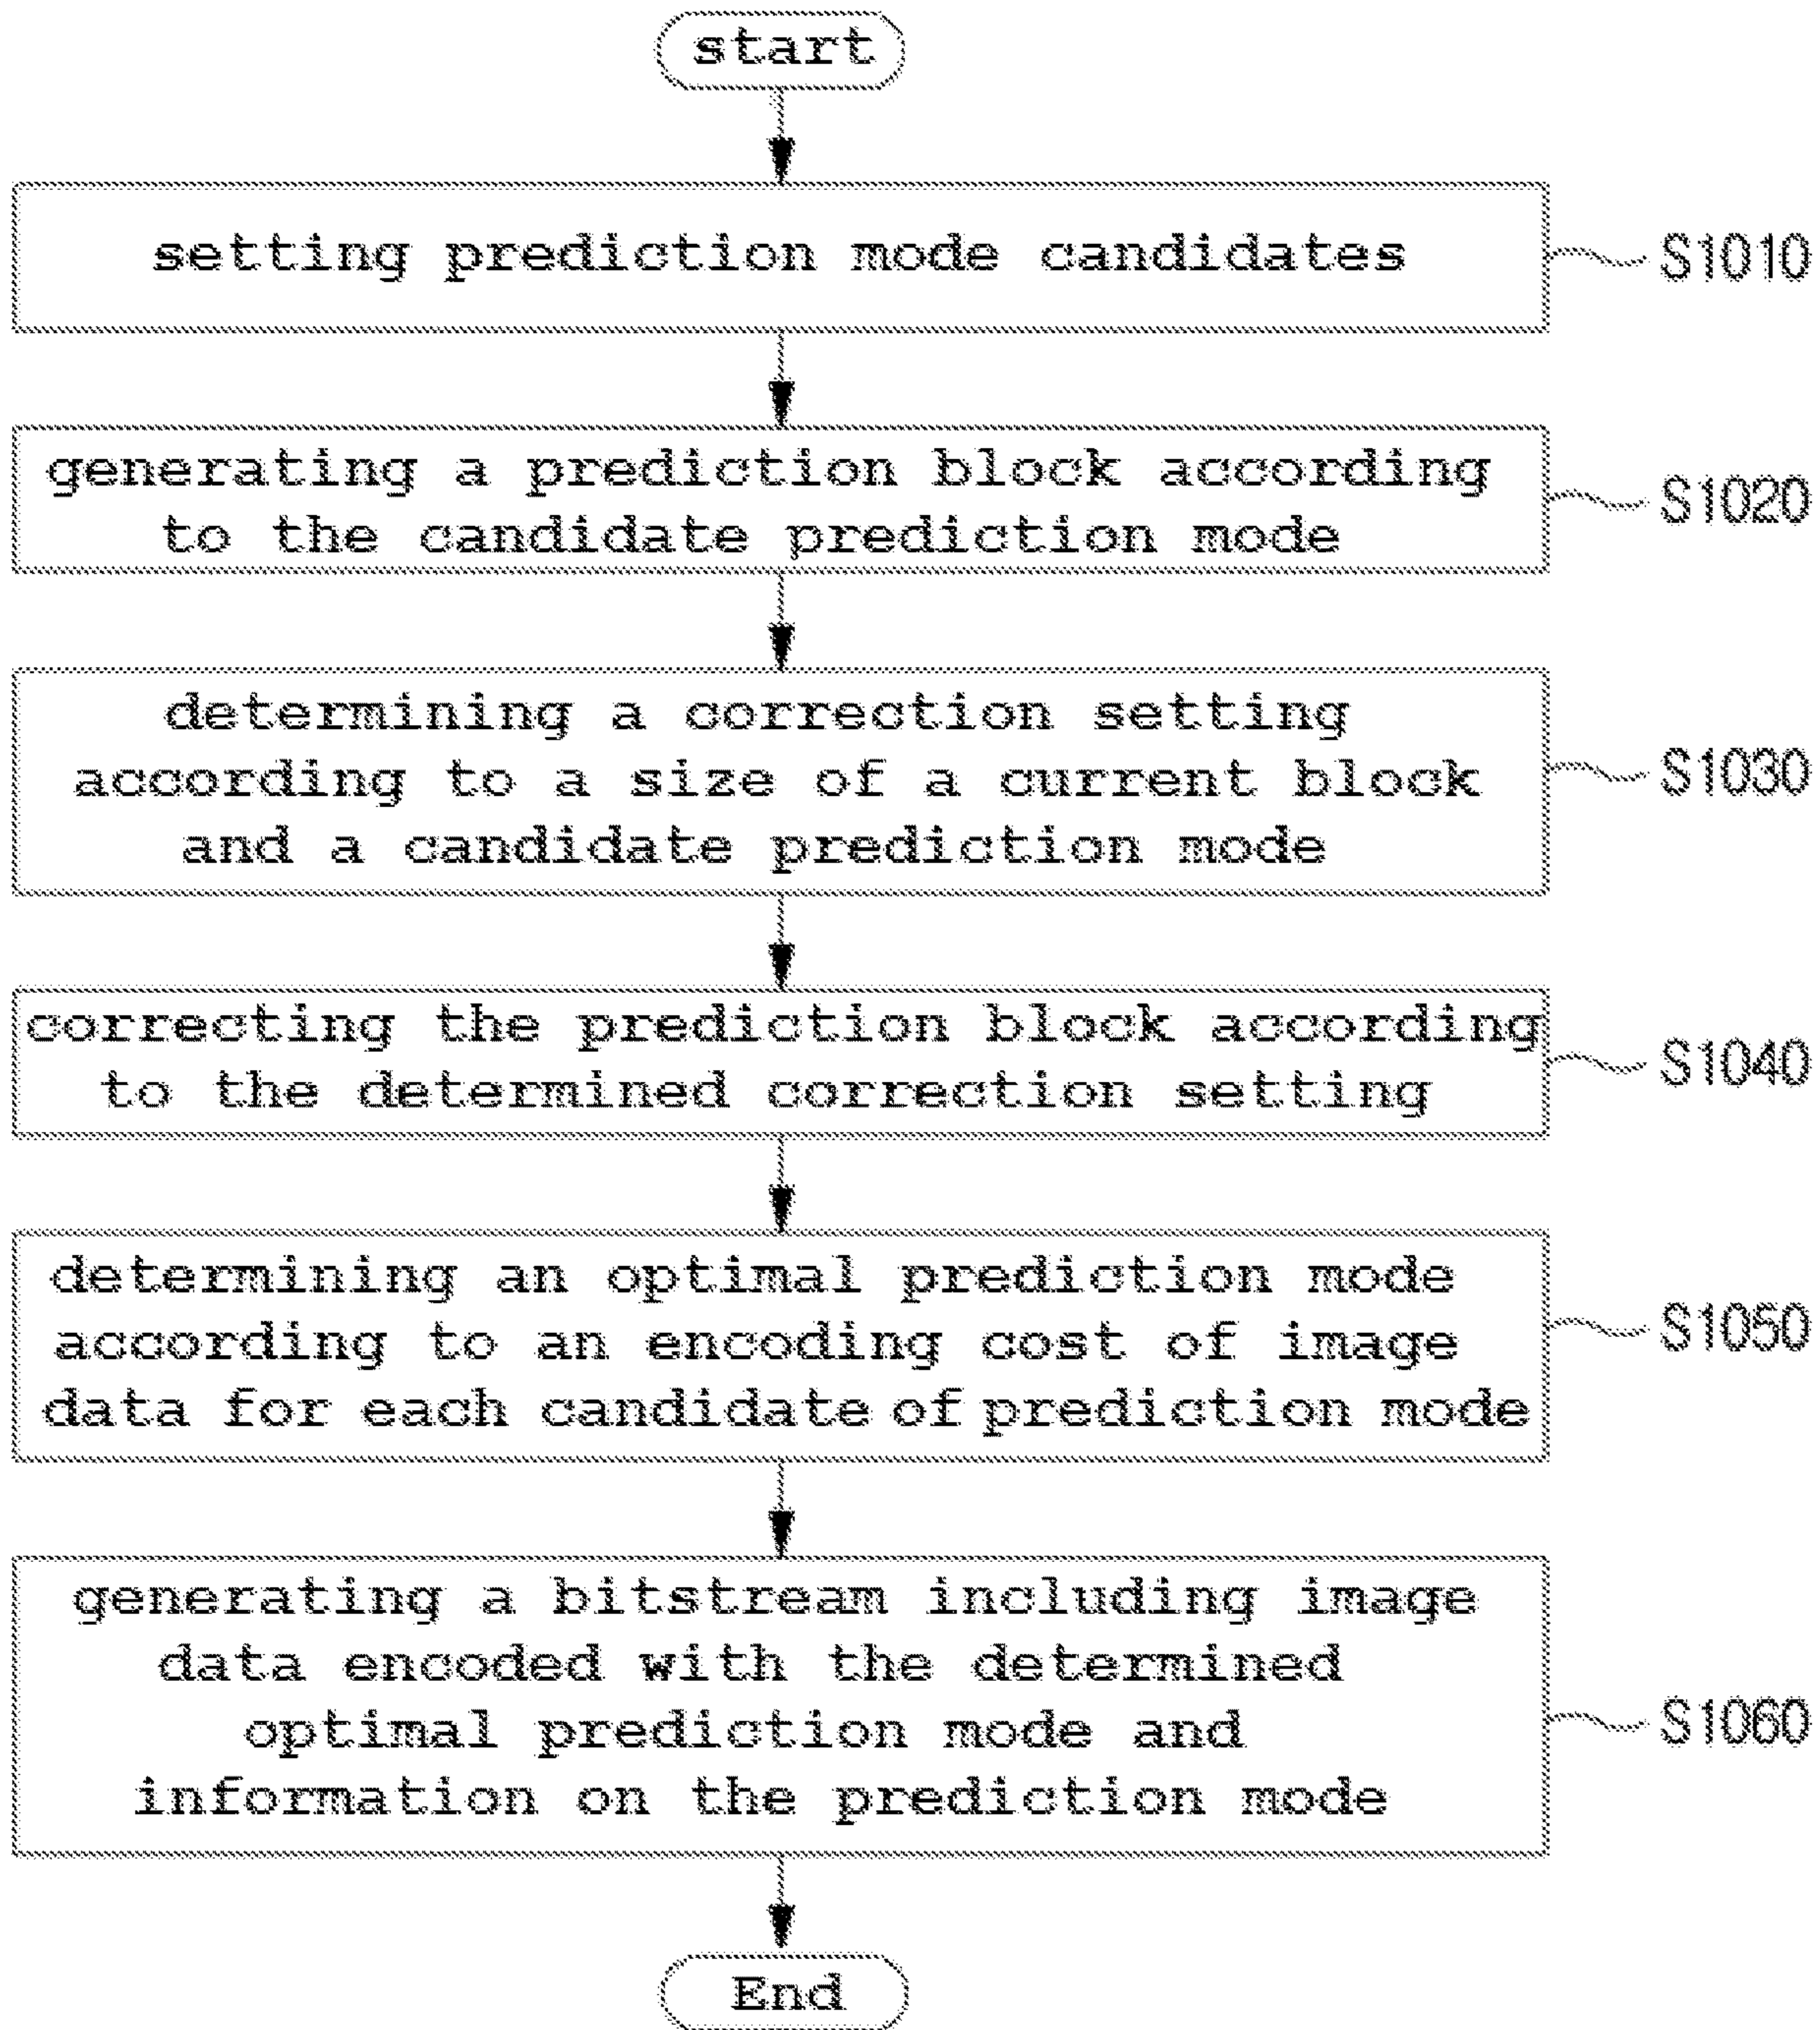 start
setting prediction mode candidates
S1010
generating a prediction block according
to the candidate prediction mode
S1020
determining a correction setting
according to a size of a current block
and a candidate prediction mode
S1030
correcting the prediction block according
to the determined correction setting
S1040
determining an optimal prediction mode
according to an encoding cost of image
data for each candidate of prediction mode
S1050
generating a bitstream including image
data encoded with the determined
optimal prediction mode and
information on the prediction mode
S1060
End